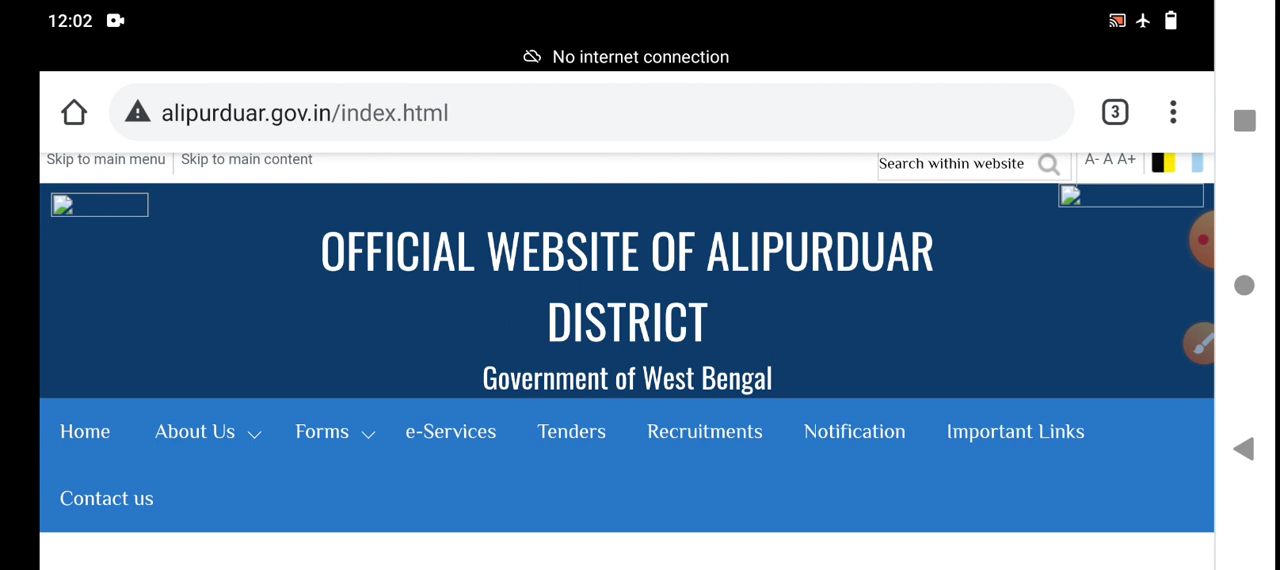 12:02
No internet connection
alipurduar.gov.in/index.html
3
Skip to main menu Skip to main content Search within website A- A A+
OFFICIAL WEBSITE OF ALIPURDUAR
DISTRICT
Government of West Bengal
Home About Us Forms e-Services Tenders Recruitments Notification Important Links
Contact us